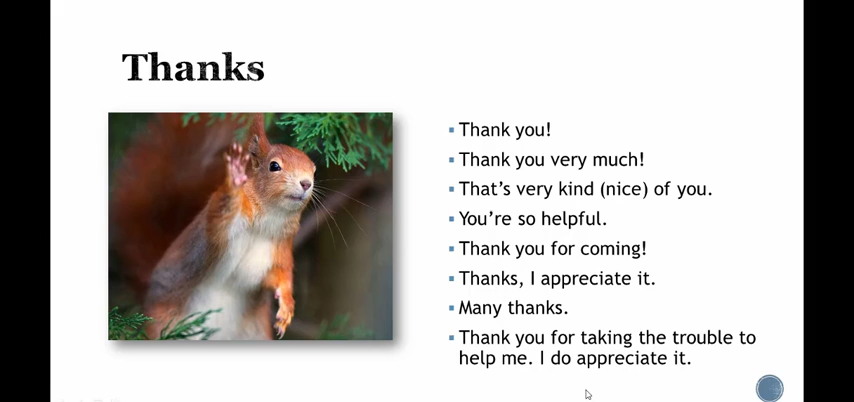 Thanks
Thank you!
Thank you very much!
That's very kind (nice) of you.
You're so helpful.
Thank you for coming!
Thanks, I appreciate it.
Many thanks.
Thank you for taking the trouble to
help me. I do appreciate it.